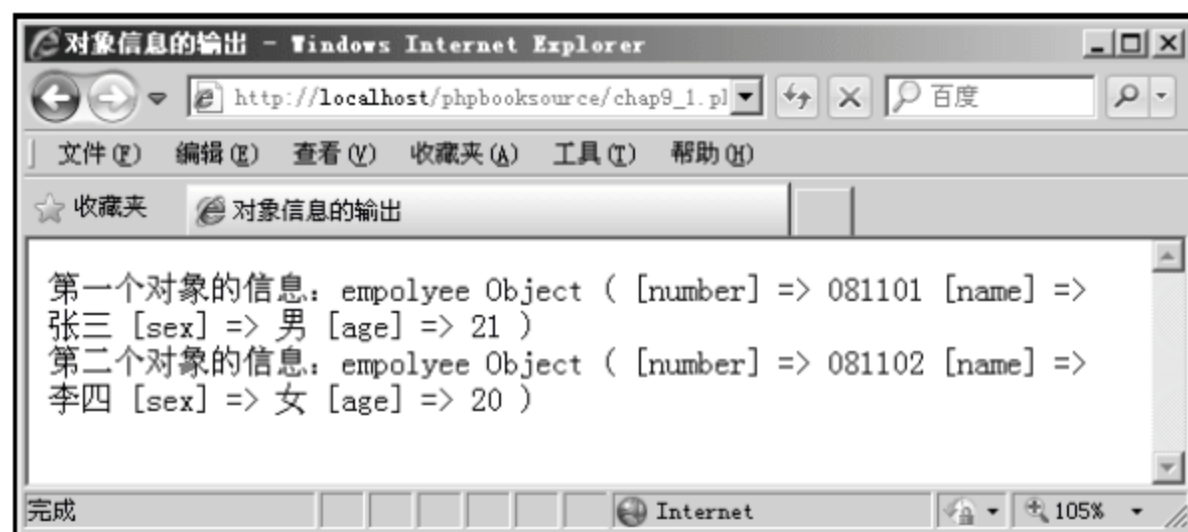 对象信息的输出 - Windows Internet Explorer
http://localhost/phpbooksource/chap9_1.pl
百度
文件(F) 编辑(E) 查看(V) 收藏夹(A) 工具(T) 帮助(H)
收藏夹 对象信息的输出
第一个对象的信息：empolyee Object ( [number] => 081101 [name] =>
张三 [sex] => 男 [age] => 21 )
第二个对象的信息：empolyee Object ( [number] => 081102 [name] =>
李四 [sex] => 女 [age] => 20 )
完成 Internet 105%